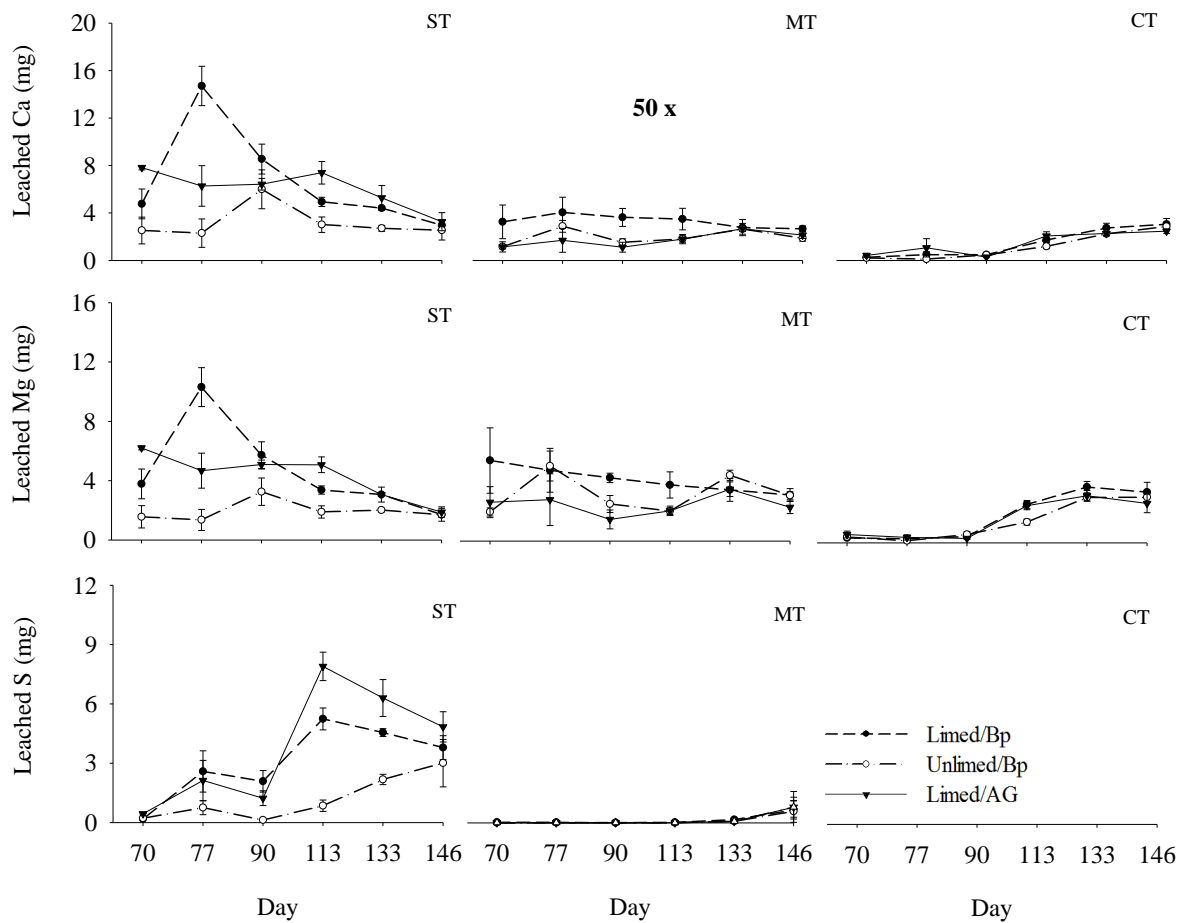 ST
MT
CT
Leached Ca (mg)
20
16
12
8
4
0
50 x
ST
MT
CT
Leached Mg (mg)
16
12
8
4
0
ST
MT
CT
Leached S (mg)
12
9
6
3
0
Limed/Bp
Unlimed/Bp
Limed/AG
70 77 90 113 133 146
70 77 90 113 133 146
70 77 90 113 133 146
Day
Day
Day